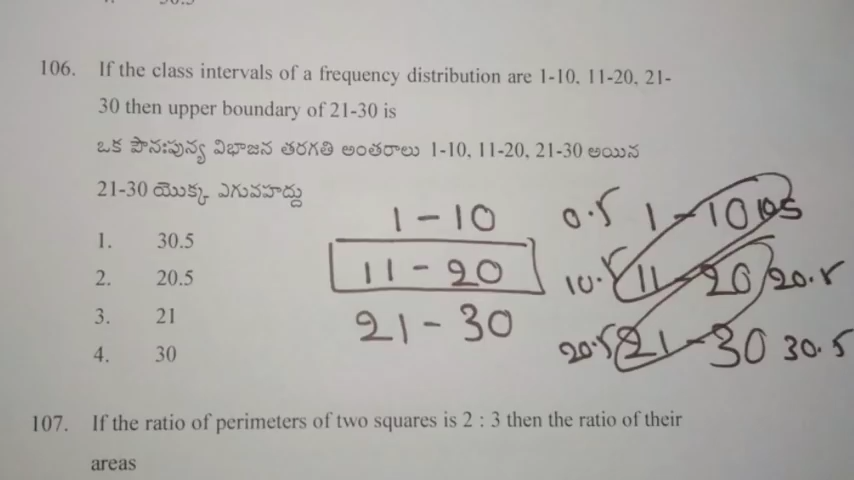 30.5
106. If the class intervals of a frequency distribution are 1-10, 11-20, 21-
30 then upper boundary of 21-30 is
ఒక పౌనఃపున్య విభాజన తరగతి అంతరాలు 1-10, 11-20, 21-30 అయిన
21-30 యొక్క ఎగువహద్దు
1. 30.5
2. 20.5
3. 21
4. 30
1-10
11-20
21-30
0.5 1-10 10.5
10.5 11-20 20.5
20.5 21-30 30.5
107. If the ratio of perimeters of two squares is 2 : 3 then the ratio of their
areas